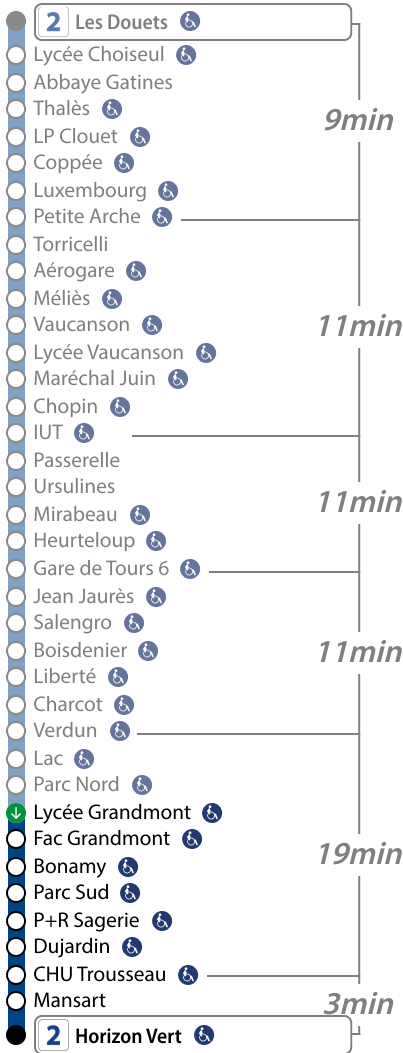 2 Les Douets
Lycée Choiseul
Abbaye Gatines
9min
Thalès
LP Clouet
Coppée
Luxembourg
Petite Arche
Torricelli
Aérogare
Méliès
Vaucanson
11min
Lycée Vaucanson
Maréchal Juin
Chopin
IUT
Passerelle
Ursulines
11min
Mirabeau
Heurteloup
Gare de Tours 6
Jean Jaurès
Salengro
Boisdenier
11min
Liberté
Charcot
Verdun
Lac
Parc Nord
Lycée Grandmont
Fac Grandmont
19min
Bonamy
Parc Sud
P+R Sagerie
Dujardin
CHU Trousseau
Mansart
3min
2 Horizon Vert